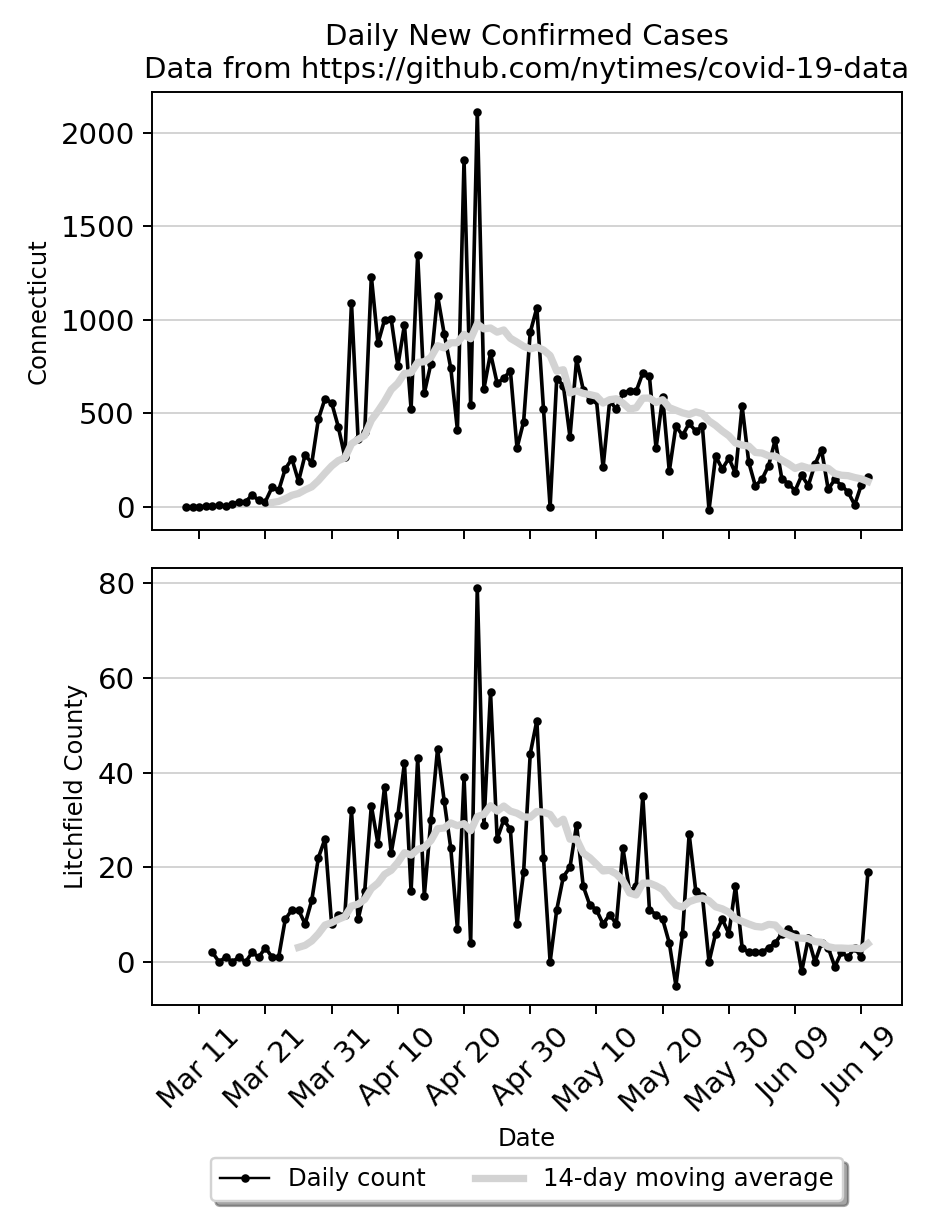 Daily New Confirmed Cases
Data from https://github.com/nytimes/covid-19-data
2000
1500
1000
500
0
Connecticut
80
60
40
20
0
Litchfield County
Mar 11
Mar 21
Mar 31
Apr 10
Apr 20
Apr 30
May 10
May 20
May 30
Jun 09
Jun 19
Date
Daily count
14-day moving average